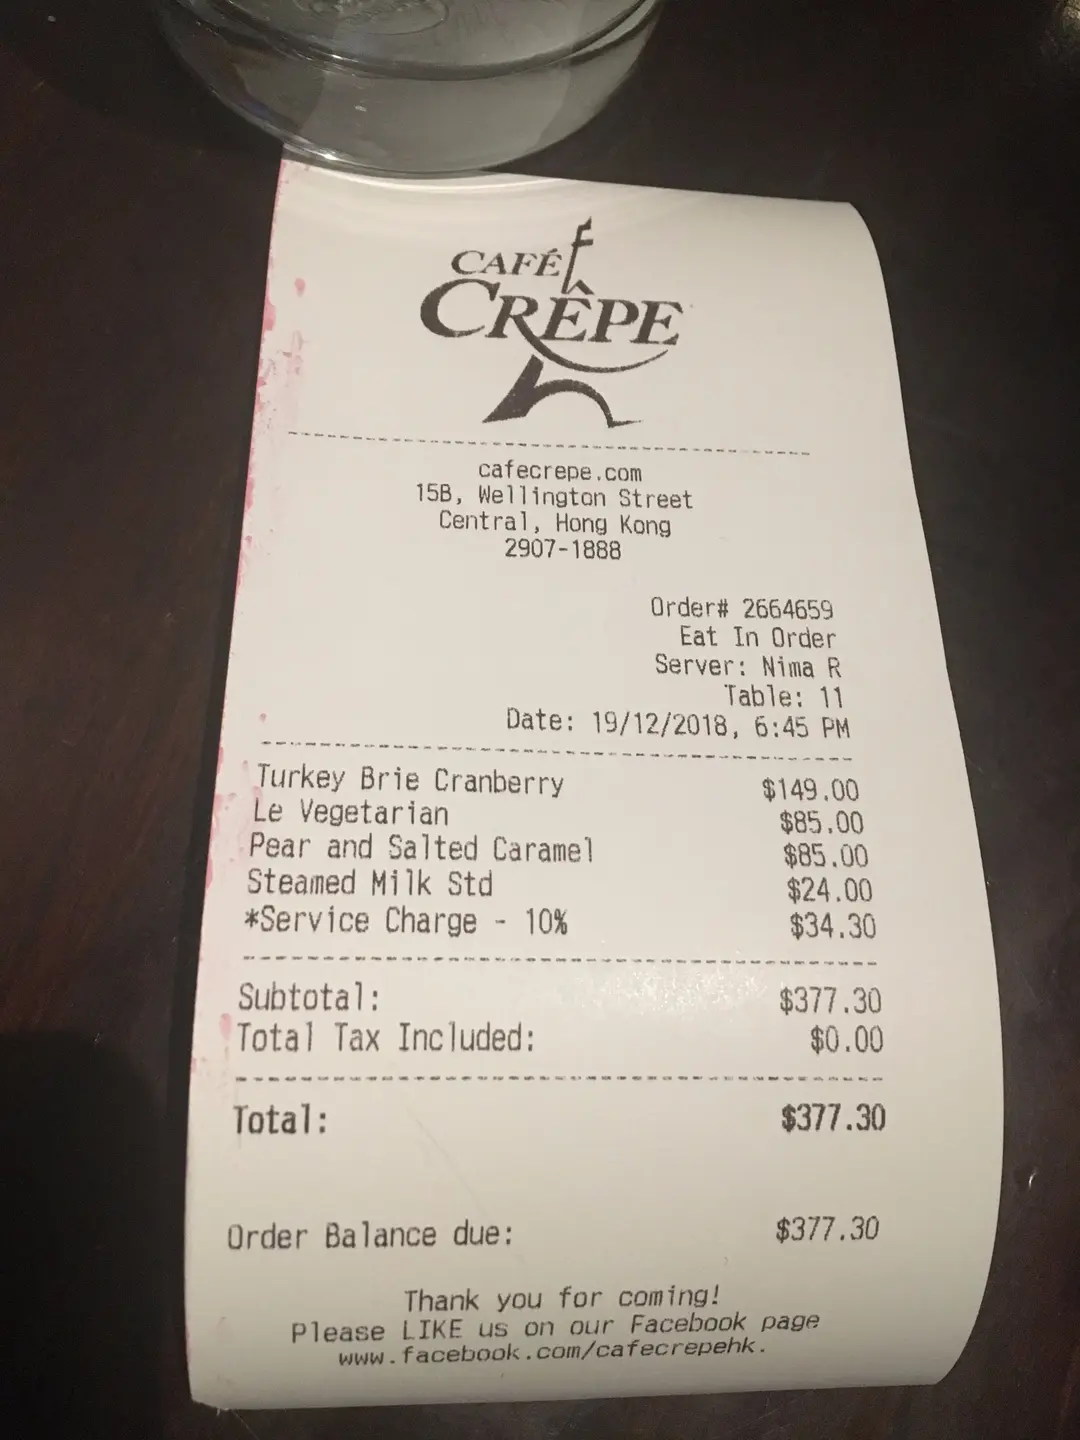 CAFÉ
CRÊPE
cafecrepe.com
15B, Wellington Street
Central, Hong Kong
2907-1888
Order# 2664659
Eat In Order
Server: Nima R
Table: 11
Date: 19/12/2018, 6:45 PM
Turkey Brie Cranberry $149.00
Le Vegetarian $85.00
Pear and Salted Caramel $85.00
Steamed Milk Std $24.00
*Service Charge - 10% $34.30
Subtotal: $377.30
Total Tax Included: $0.00
Total: $377.30
Order Balance due: $377.30
Thank you for coming!
Please LIKE us on our Facebook page
www.facebook.com/cafecrepehk.